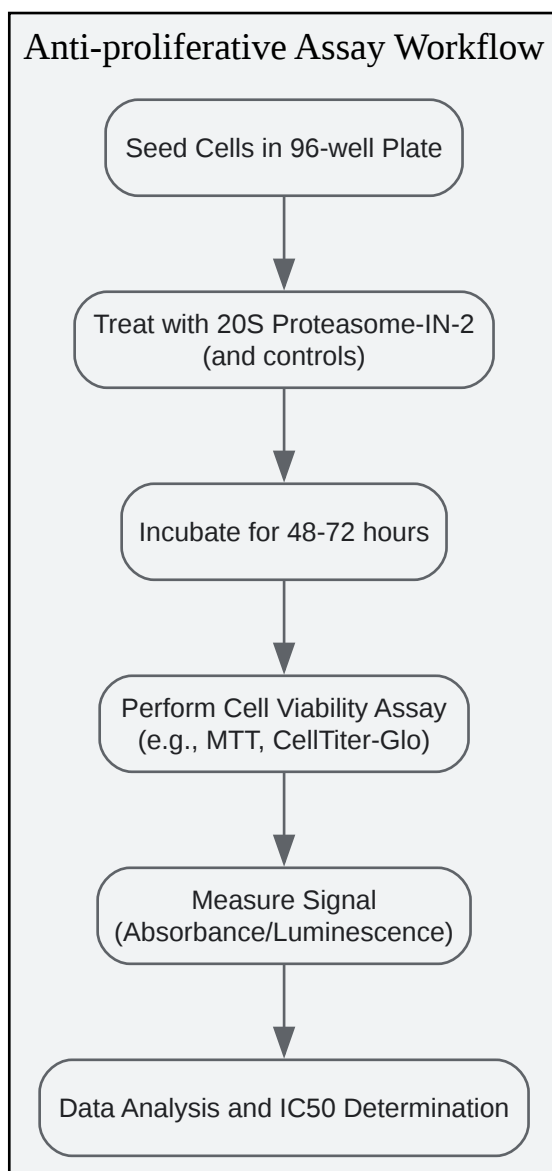 Anti-proliferative Assay Workflow
Seed Cells in 96-well Plate
Treat with 20S Proteasome-IN-2
(and controls)
Incubate for 48-72 hours
Perform Cell Viability Assay
(e.g., MTT, CellTiter-Glo)
Measure Signal
(Absorbance/Luminescence)
Data Analysis and IC50 Determination